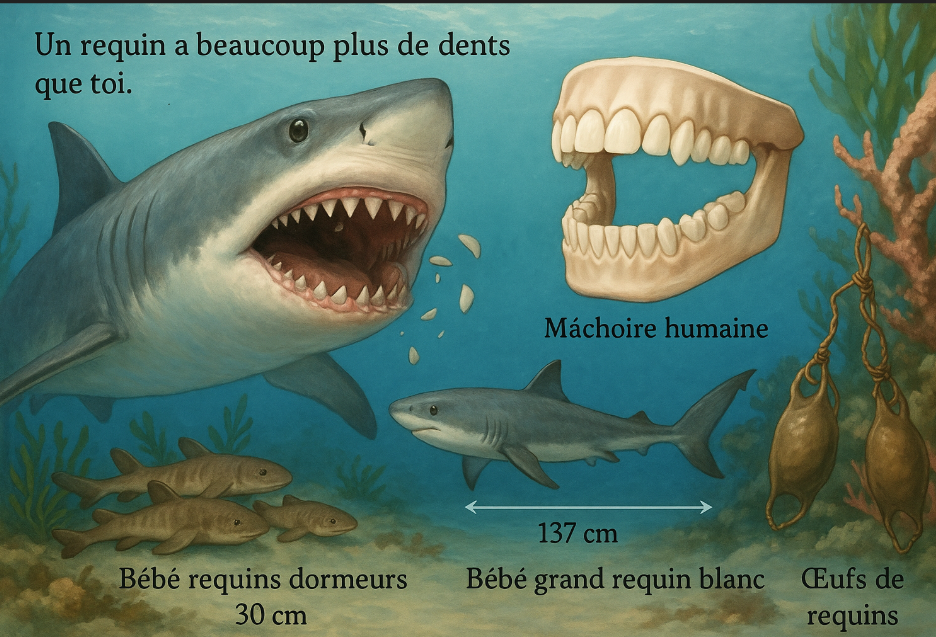 Un requin a beaucoup plus de dents
que toi.
Máchoire humaine
137 cm
Bébé requins dormeurs
30 cm
Bébé grand requin blanc
Œufs de
requins